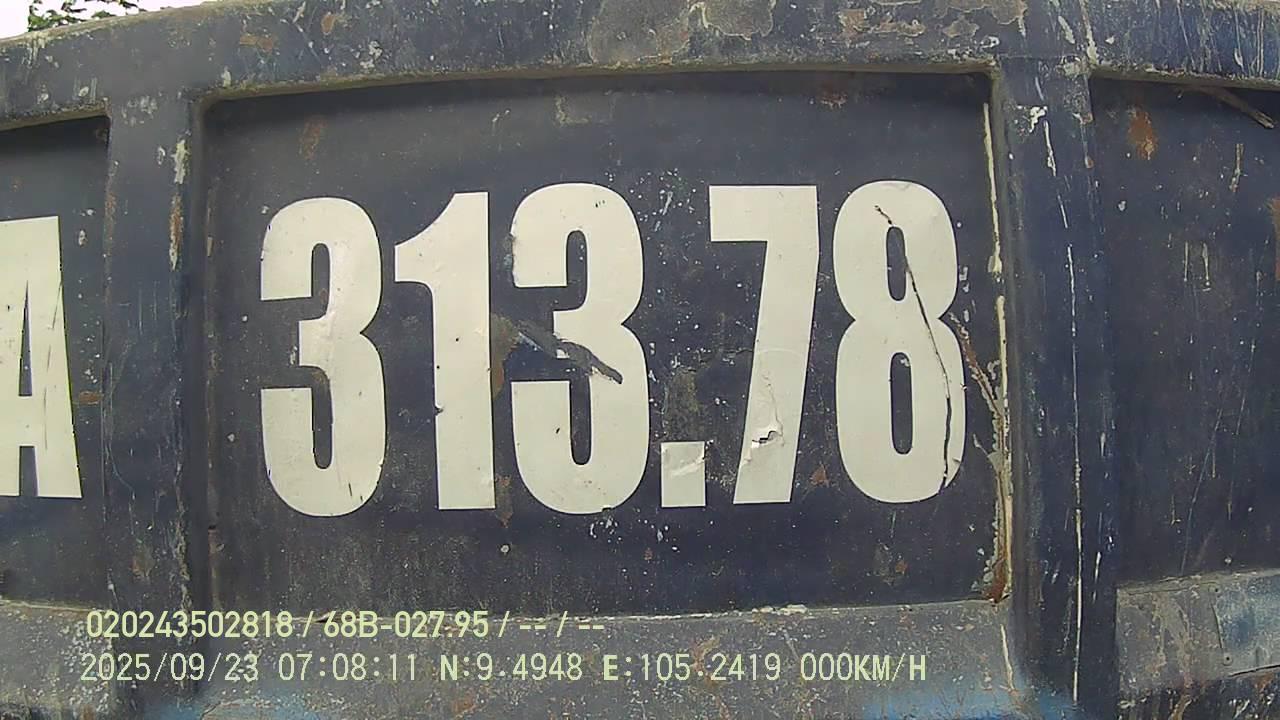 A 313.78
020243502818 / 68B-027.95 / -- / --
2025/09/23 07:08:11 N:9.4948 E:105.2419 000KM/H